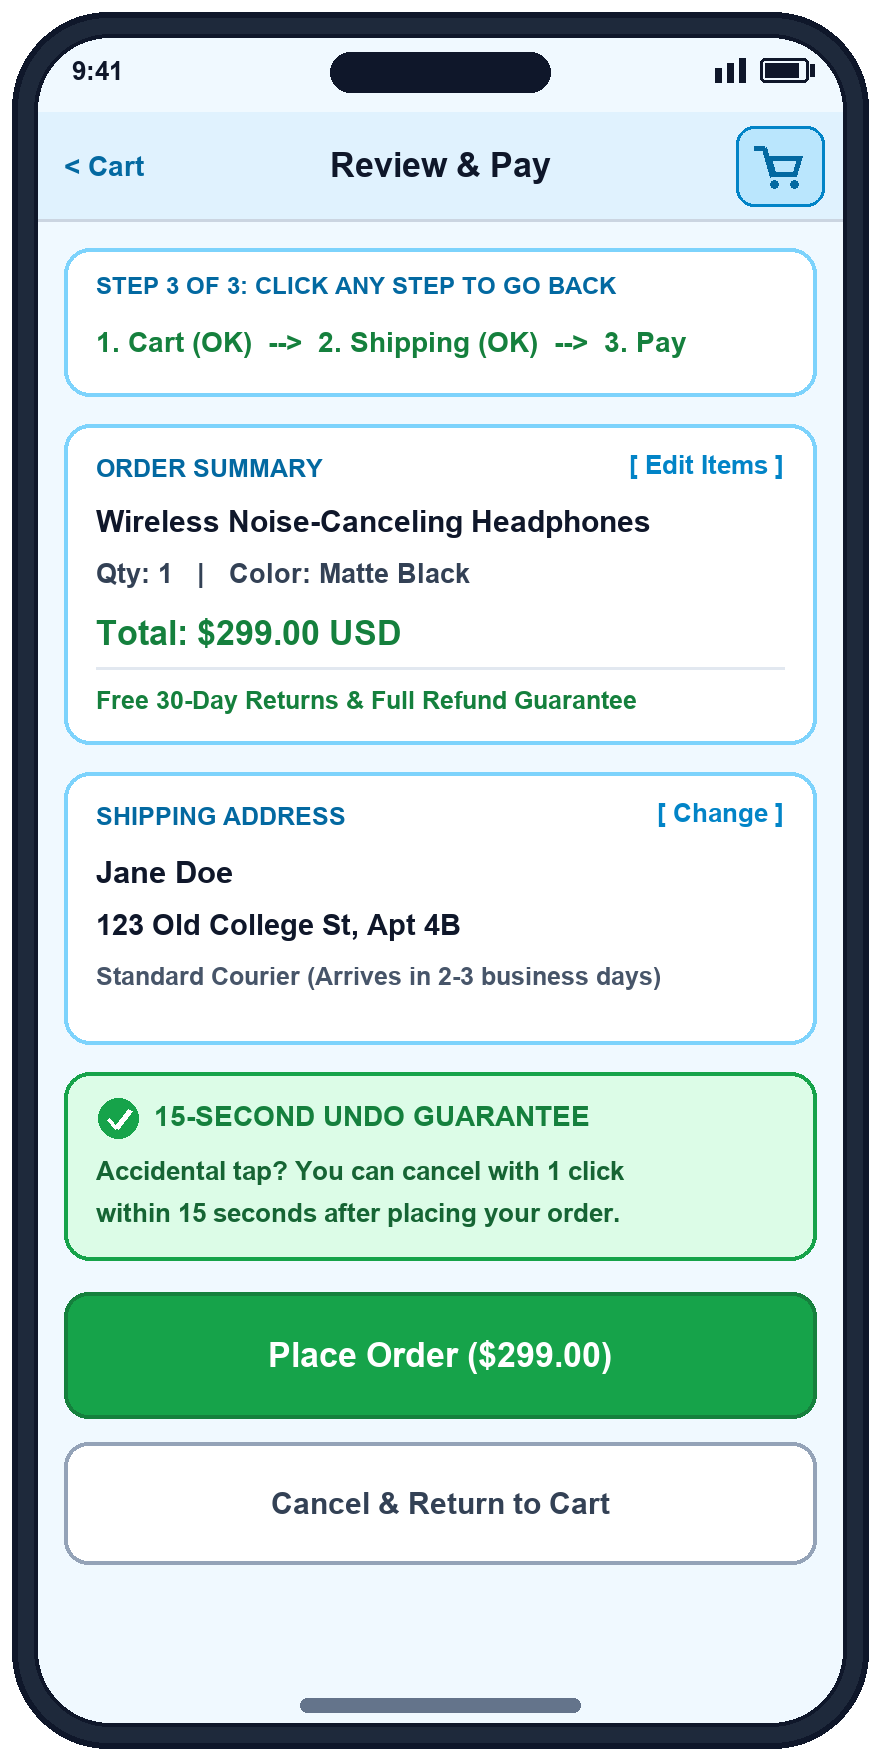 9:41
< Cart
Review & Pay
STEP 3 OF 3: CLICK ANY STEP TO GO BACK
1. Cart (OK) --> 2. Shipping (OK) --> 3. Pay
ORDER SUMMARY [ Edit Items ]
Wireless Noise-Canceling Headphones
Qty: 1 | Color: Matte Black
Total: $299.00 USD
Free 30-Day Returns & Full Refund Guarantee
SHIPPING ADDRESS [ Change ]
Jane Doe
123 Old College St, Apt 4B
Standard Courier (Arrives in 2-3 business days)
15-SECOND UNDO GUARANTEE
Accidental tap? You can cancel with 1 click
within 15 seconds after placing your order.
Place Order ($299.00)
Cancel & Return to Cart